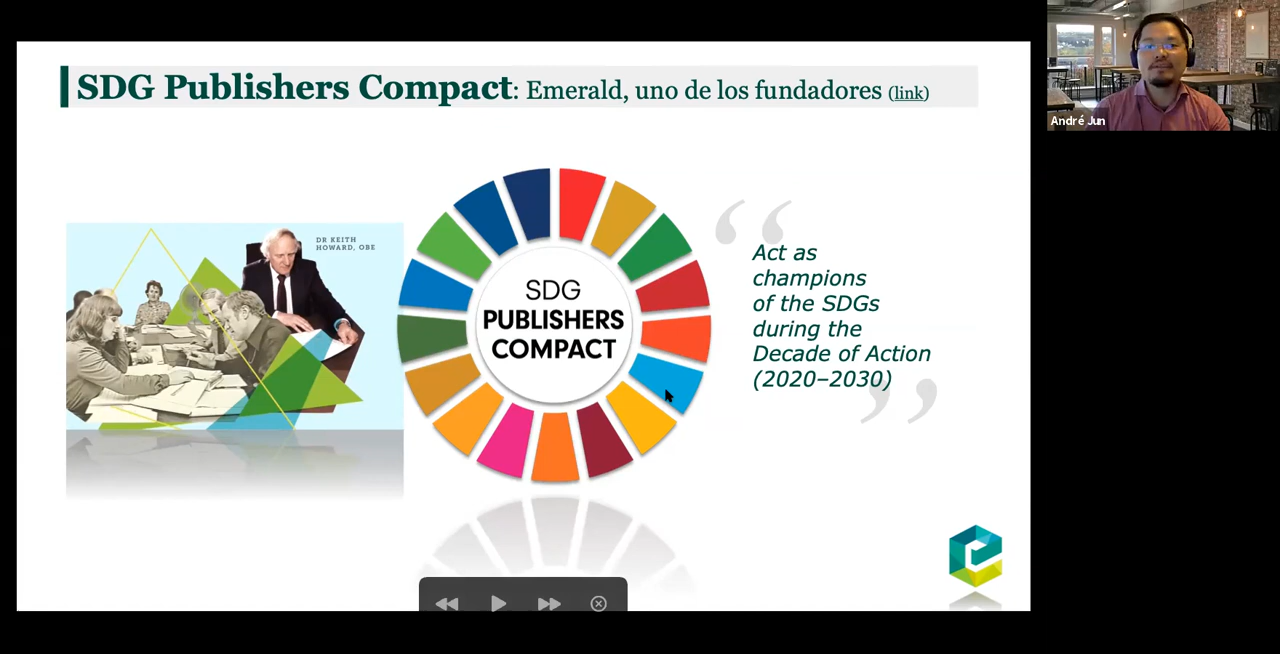 SDG Publishers Compact: Emerald, uno de los fundadores (link)
André Jun
DR KEITH
HOWARD, OBE
SDG
PUBLISHERS
COMPACT
“
Act as
champions
of the SDGs
during the
Decade of Action
(2020–2030)
”